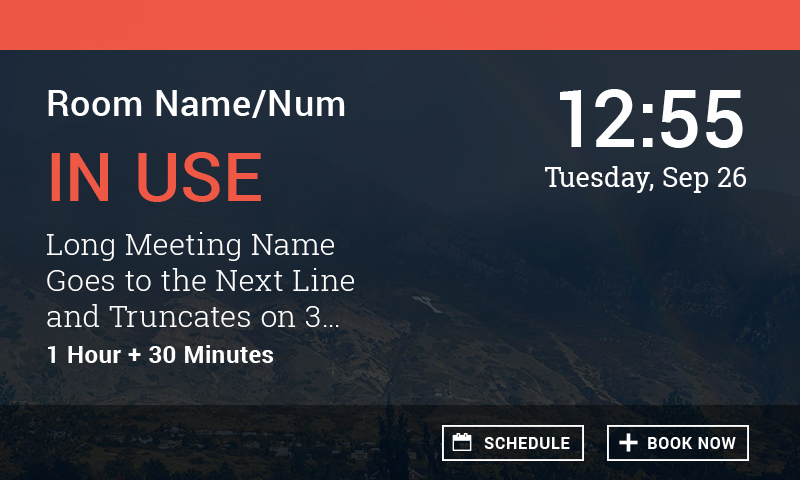 Room Name/Num
12:55
IN USE
Tuesday, Sep 26
Long Meeting Name
Goes to the Next Line
and Truncates on 3...
1 Hour + 30 Minutes
SCHEDULE
BOOK NOW